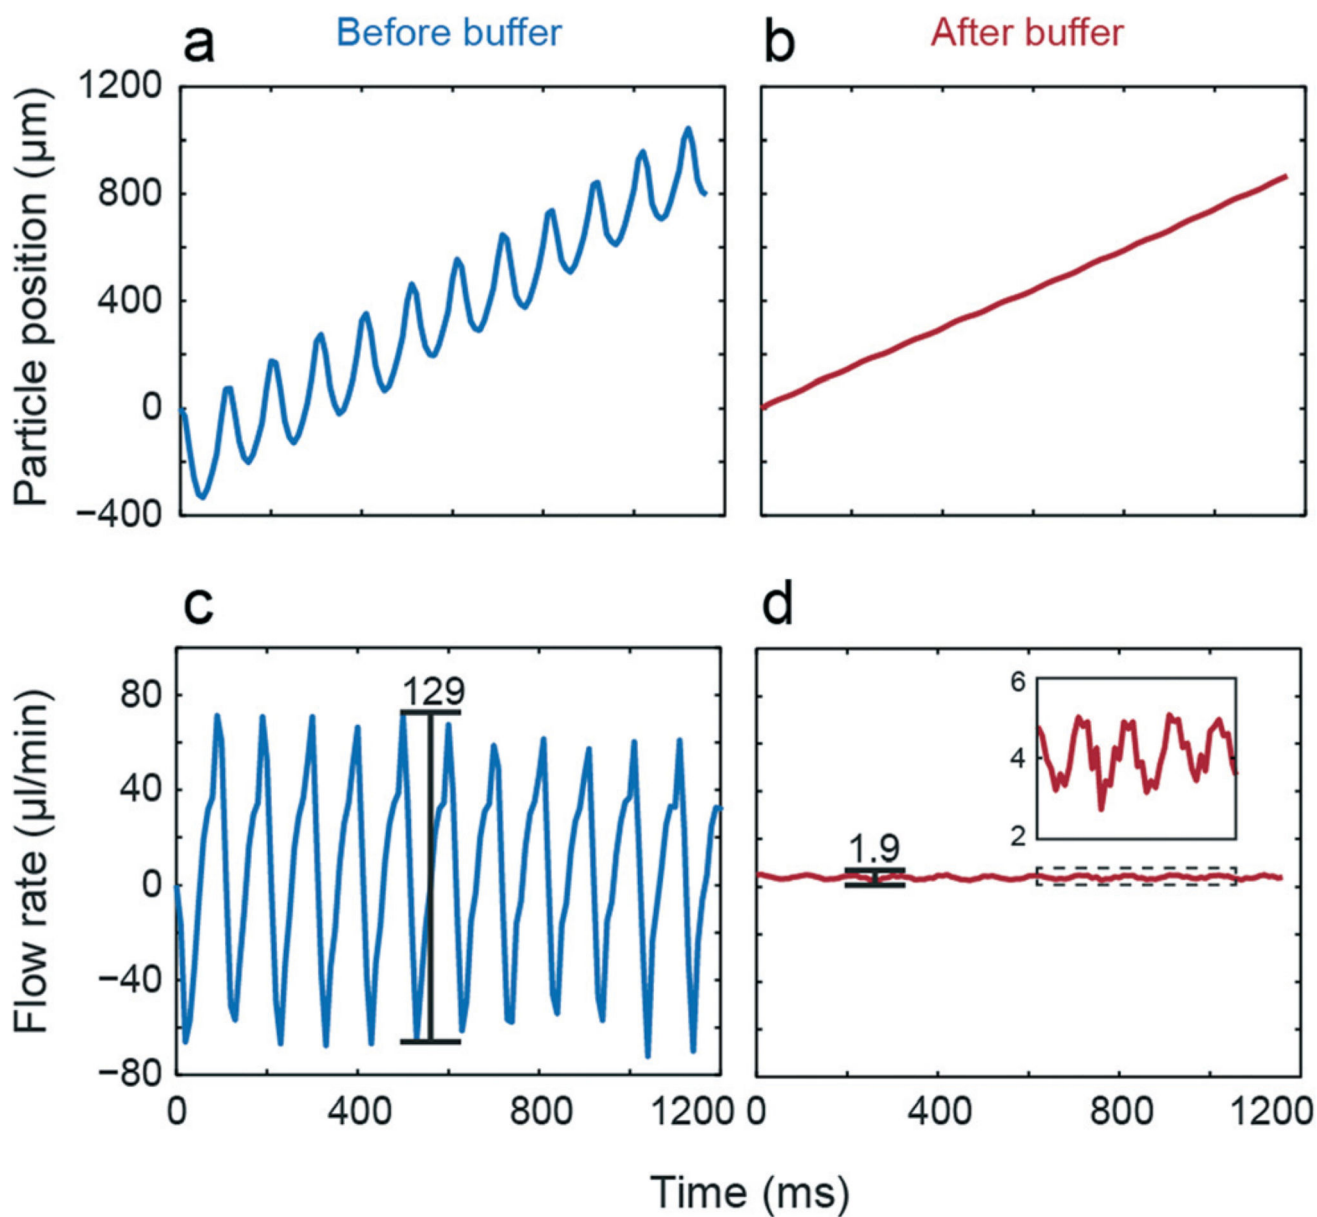 a Before buffer
b After buffer
Particle position (μm)
1200
800
400
0
−400
c
d
Flow rate (μl/min)
80
40
0
−40
−80
129
1.9
6
4
2
0 400 800 1200
0 400 800 1200
Time (ms)